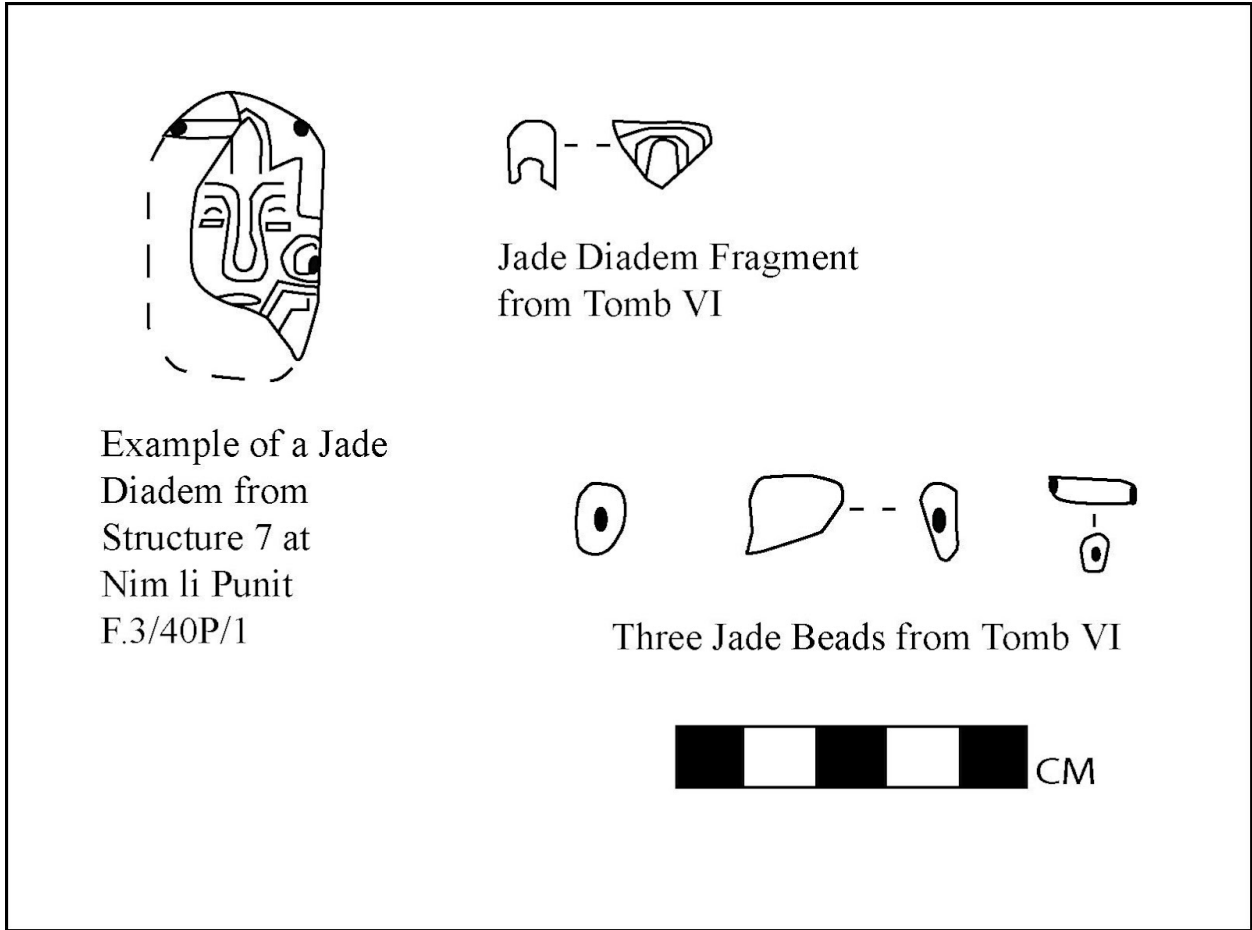 Jade Diadem Fragment
from Tomb VI
Example of a Jade
Diadem from
Structure 7 at
Nim li Punit
F.3/40P/1
Three Jade Beads from Tomb VI
CM